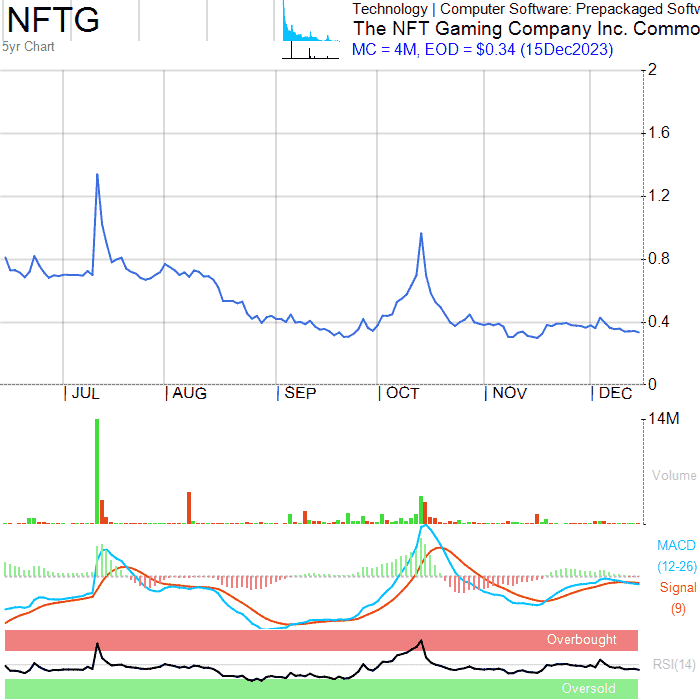 NFTG
5yr Chart
Technology | Computer Software: Prepackaged Softw
The NFT Gaming Company Inc. Commo
MC = 4M, EOD = $0.34 (15Dec2023)
2
1.6
1.2
0.8
0.4
0
JUL AUG SEP OCT NOV DEC
14M
Volume
MACD
(12-26)
Signal
(9)
Overbought
RSI(14)
Oversold